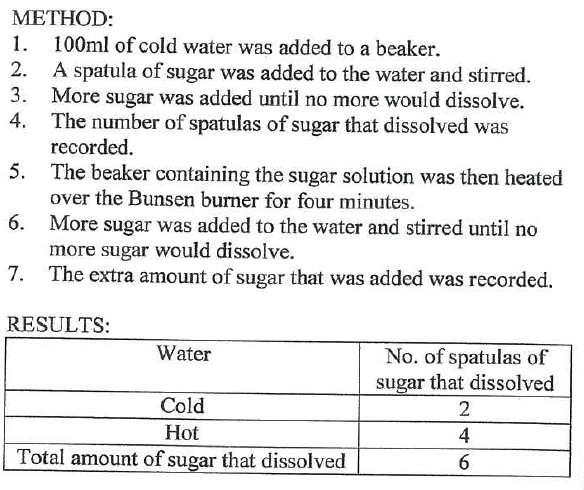 METHOD:
1. 100ml of cold water was added to a beaker.
2. A spatula of sugar was added to the water and stirred.
3. More sugar was added until no more would dissolve.
4. The number of spatulas of sugar that dissolved was
recorded.
5. The beaker containing the sugar solution was then heated
over the Bunsen burner for four minutes.
6. More sugar was added to the water and stirred until no
more sugar would dissolve.
7. The extra amount of sugar that was added was recorded.
RESULTS:
Water No. of spatulas of
sugar that dissolved
Cold 2
Hot 4
Total amount of sugar that dissolved 6